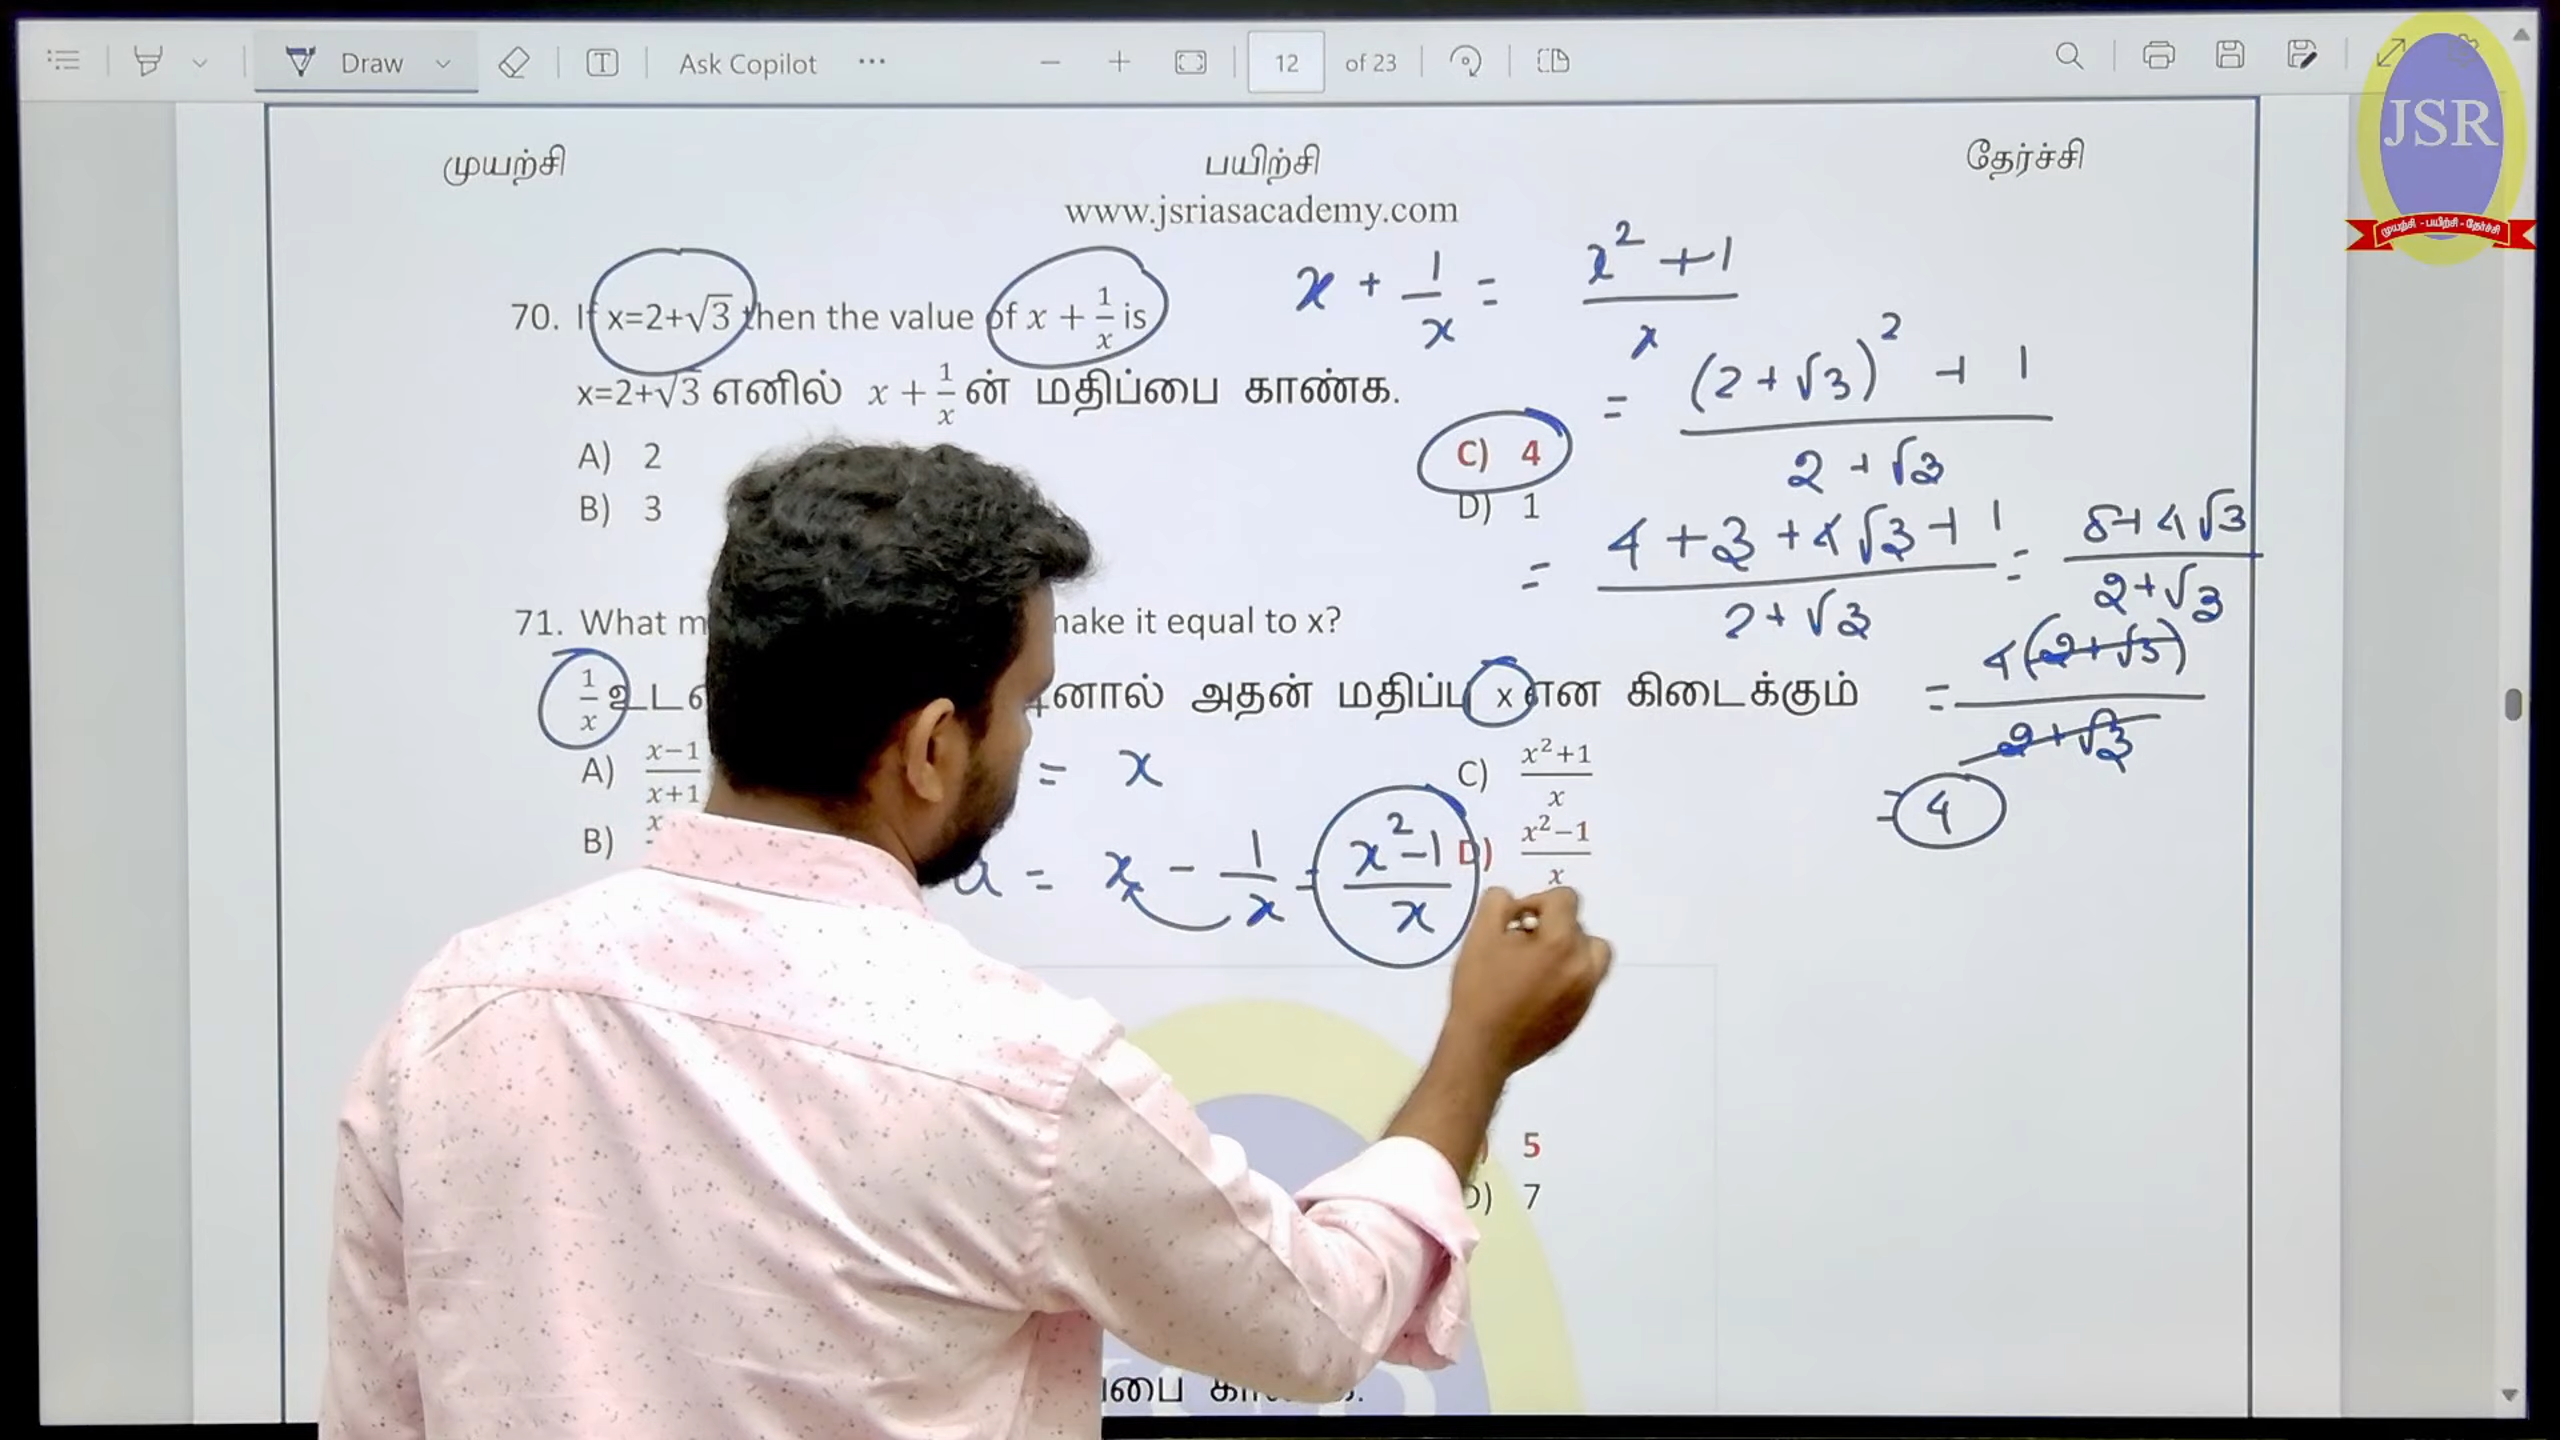 Draw
Ask Copilot
12 of 23
JSR
முயற்சி - பயிற்சி - தேர்ச்சி
முயற்சி பயிற்சி தேர்ச்சி
www.jsriasacademy.com
70. If x=2+√3 then the value of x + 1/x is
x=2+√3 எனில் x + 1/x ன் மதிப்பை காண்க.
A) 2
B) 3
C) 4
D) 1
x + 1/x = x² + 1 / x
= (2 + √3)² + 1 / 2 + √3
= 4 + 3 + 4√3 + 1 / 2 + √3 = 8 + 4√3 / 2 + √3
= 4(2 + √3) / 2 + √3
= 4
71. What make it equal to x?
1/x உட னால் அதன் x என கிடைக்கும்
A) x−1/x+1
B) x
C) x²+1/x
D) x²−1/x
= x
a = x - 1/x = x² - 1 / x
5
D) 7